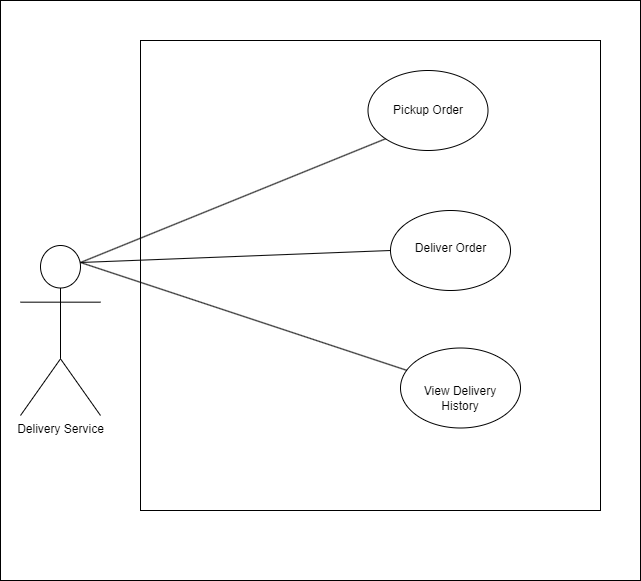 Pickup Order
Deliver Order
View Delivery
History
Delivery Service